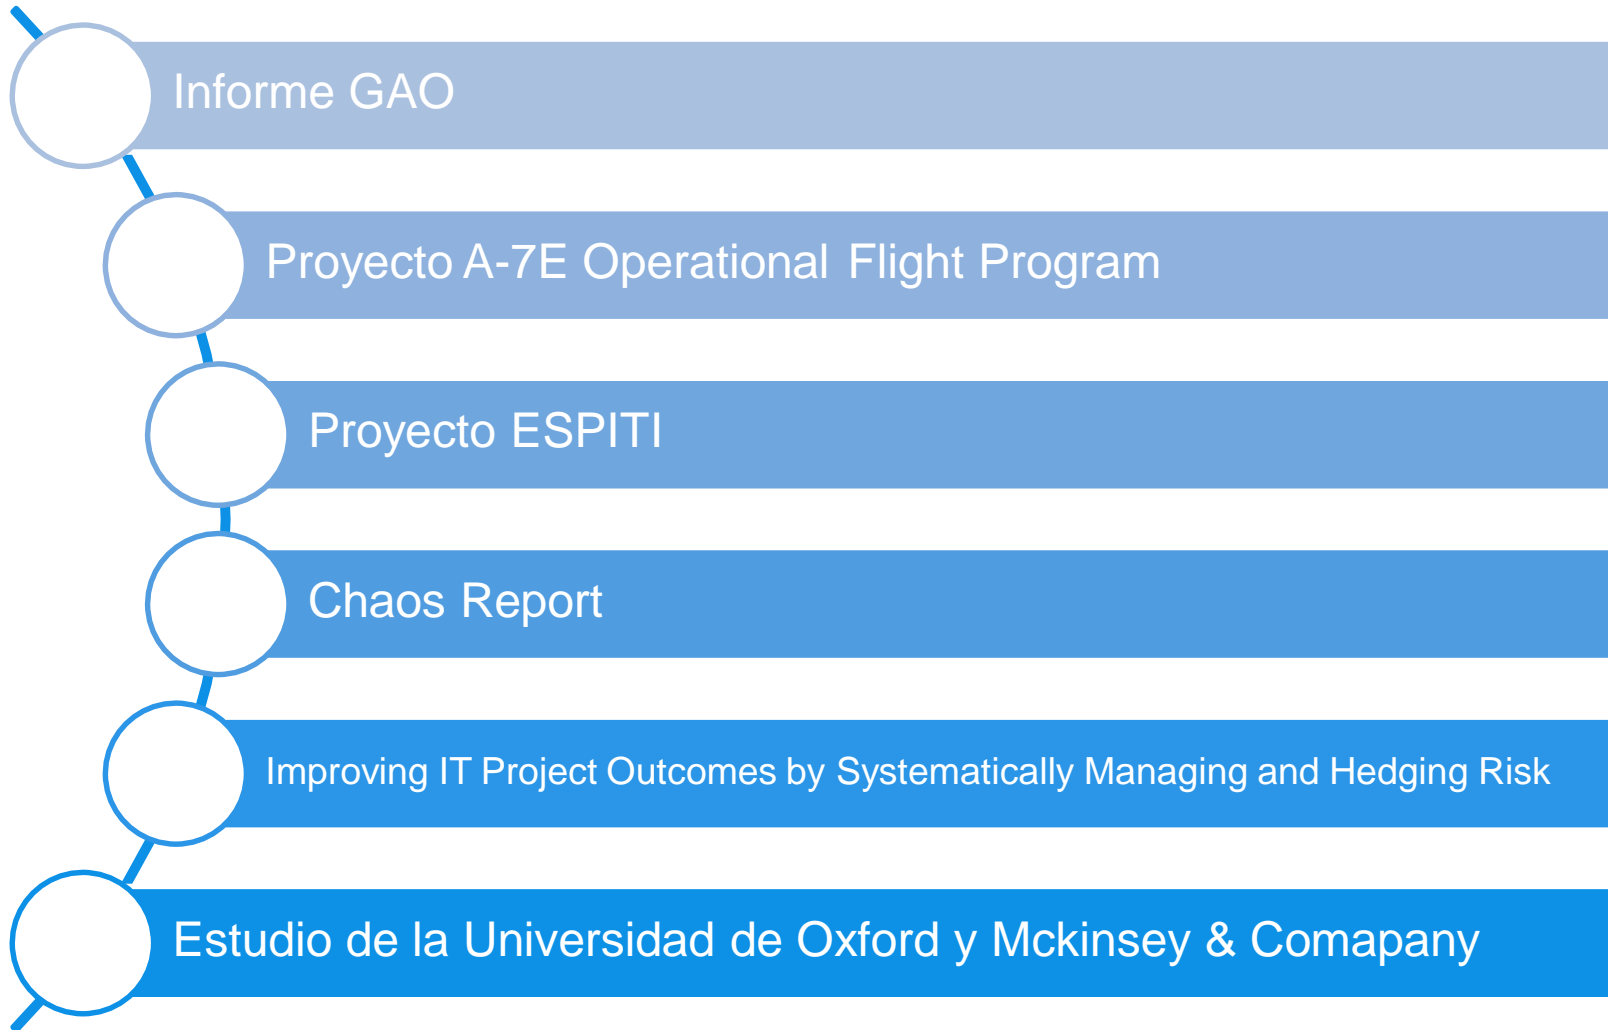 Informe GAO
Proyecto A-7E Operational Flight Program
Proyecto ESPITI
Chaos Report
Improving IT Project Outcomes by Systematically Managing and Hedging Risk
Estudio de la Universidad de Oxford y Mckinsey & Comapany